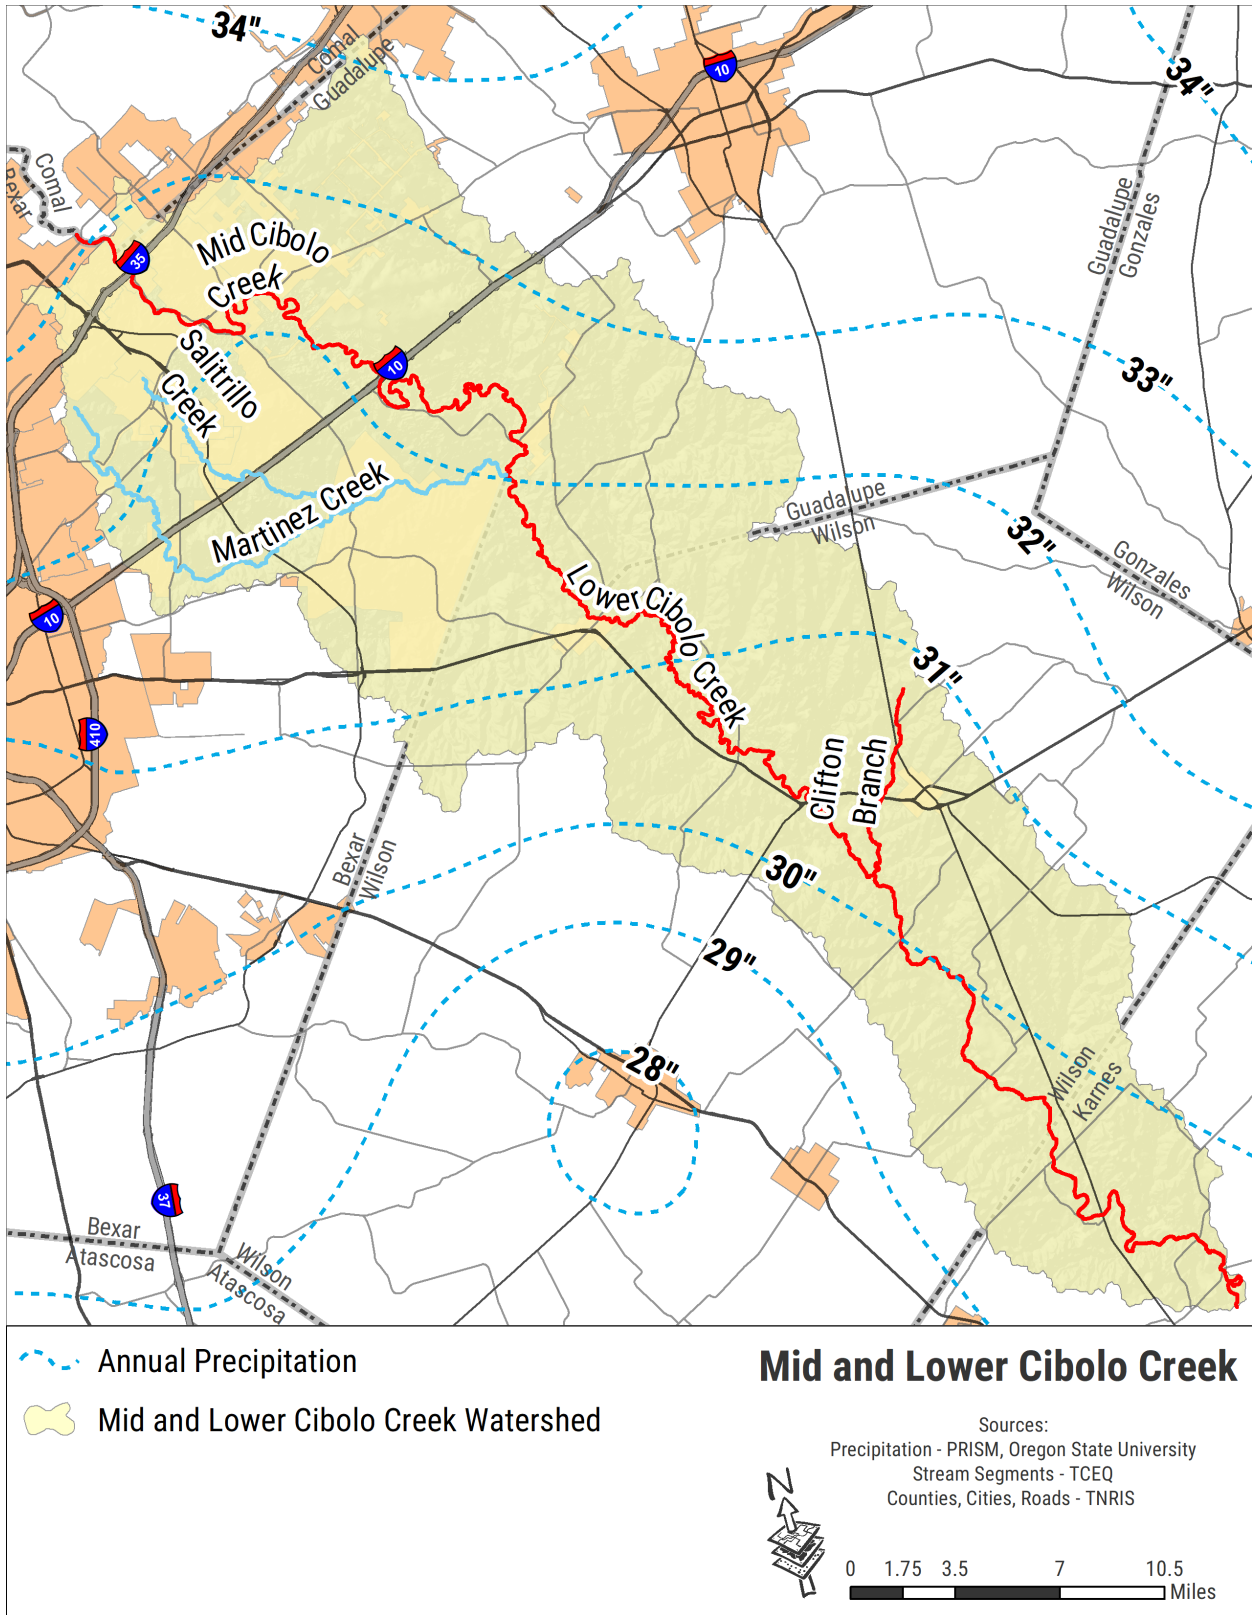 34"
Comal
Guadalupe
10
34"
Comal
Bexar
Guadalupe
Gonzales
35
Mid Cibolo
Creek
Salitrillo
Creek
10
33"
Martinez Creek
Guadalupe
Wilson
32"
Gonzales
Wilson
10
Lower Cibolo Creek
31"
410
Clifton
Branch
Bexar
Wilson
30"
29"
28"
Wilson
Karnes
37
Bexar
Atascosa
Wilson
Atascosa
Annual Precipitation
Mid and Lower Cibolo Creek Watershed
Mid and Lower Cibolo Creek
Sources:
Precipitation - PRISM, Oregon State University
Stream Segments - TCEQ
Counties, Cities, Roads - TNRIS
N
0 1.75 3.5 7 10.5
Miles